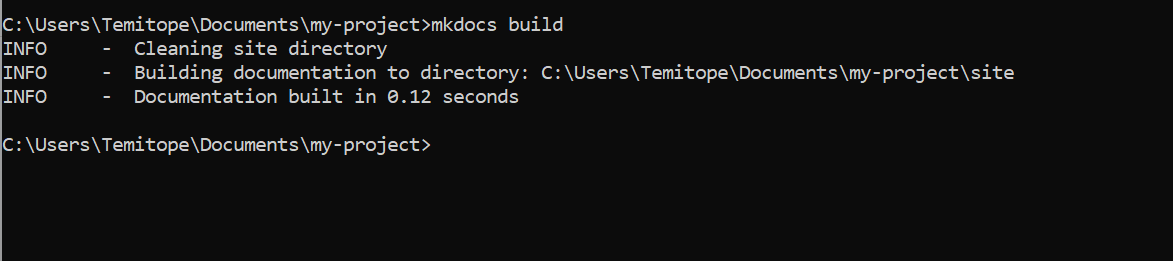 C:\Users\Temitope\Documents\my-project>mkdocs build
INFO     -  Cleaning site directory
INFO     -  Building documentation to directory: C:\Users\Temitope\Documents\my-project\site
INFO     -  Documentation built in 0.12 seconds
C:\Users\Temitope\Documents\my-project>